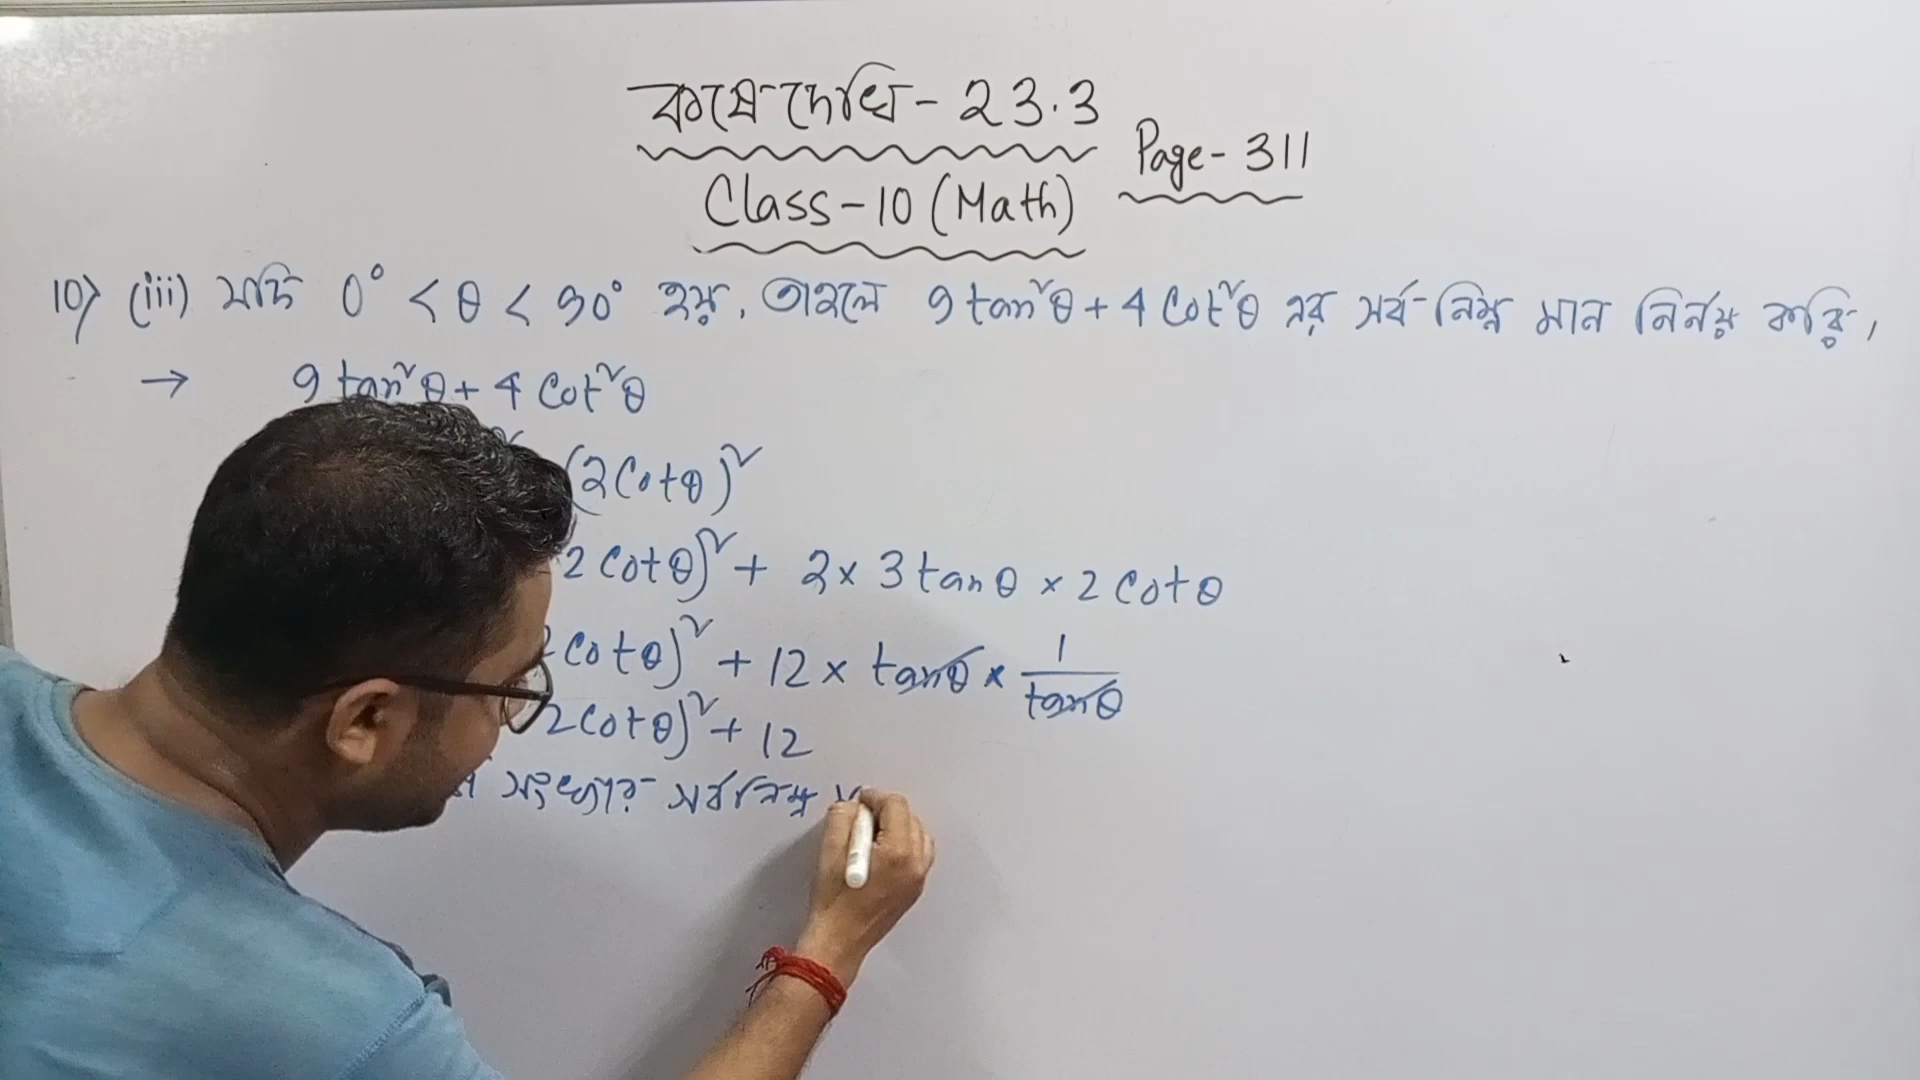 কষে দেখি - 23.3
Page - 311
Class - 10 (Math)
10) (iii) যদি 0° < θ < 90° হয়, তাহলে 9 tan²θ + 4 Cot²θ এর সর্ব-নিম্ন মান নির্নয় করি,
→ 9 tan²θ + 4 Cot²θ
(2Cotθ)²
2 Cotθ)² + 2 × 3 tanθ × 2 Cotθ
Cotθ)² + 12 × tanθ × 1/tanθ
2Cotθ)² + 12
সংখ্যার সর্বনিম্ন